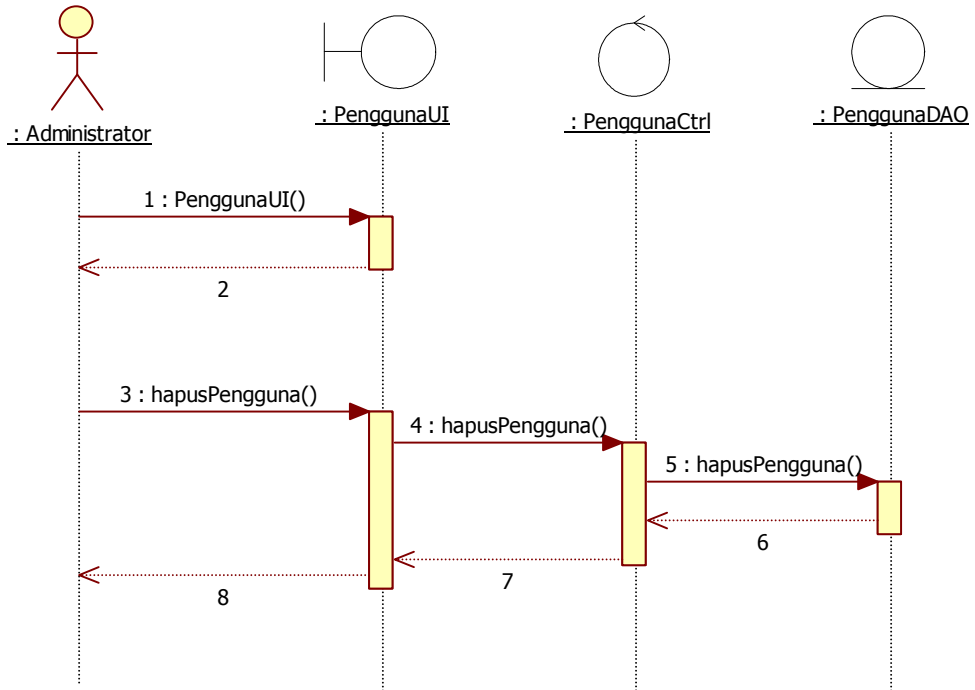 : Administrator
: PenggunaUI
: PenggunaCtrl
: PenggunaDAO
1 : PenggunaUI()
2
3 : hapusPengguna()
4 : hapusPengguna()
5 : hapusPengguna()
6
7
8